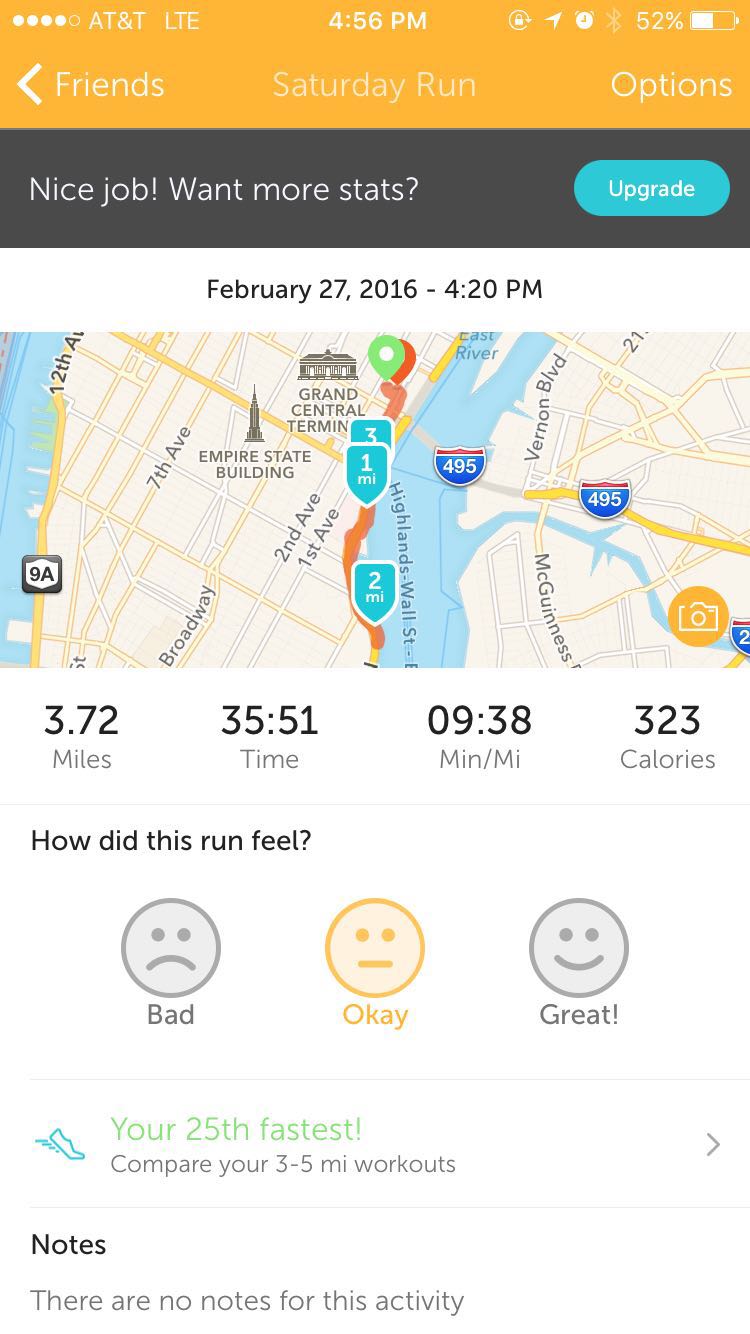 AT&T LTE 4:56 PM 52%
Friends Saturday Run Options
Nice job! Want more stats? Upgrade
February 27, 2016 - 4:20 PM
12th Av
East
River
21
Vernon Blvd
GRAND
CENTRAL
TERMIN
3
EMPIRE STATE
BUILDING
7th Ave
1
mi
495
495
2nd Ave
1st Ave
Highlands-Wall St - E
9A
2
mi
McGuinness
Broadway
St
2
3.72 35:51 09:38 323
Miles Time Min/Mi Calories
How did this run feel?
Bad Okay Great!
Your 25th fastest!
Compare your 3-5 mi workouts
Notes
There are no notes for this activity